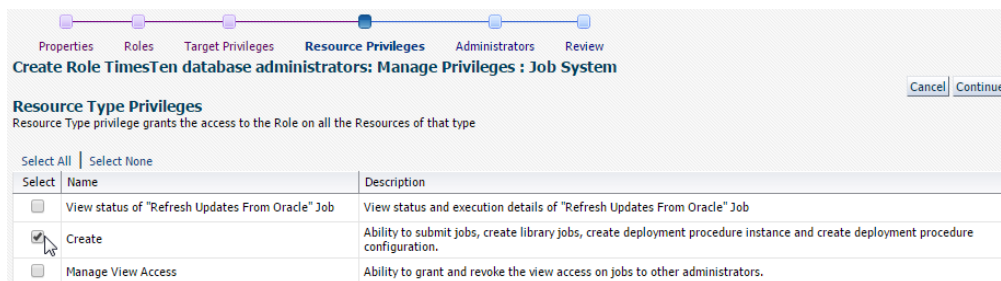 Properties Roles Target Privileges Resource Privileges Administrators Review
Create Role TimesTen database administrators: Manage Privileges : Job System
Cancel Continue
Resource Type Privileges
Resource Type privilege grants the access to the Role on all the Resources of that type
Select All | Select None
Select Name Description
View status of "Refresh Updates From Oracle" Job View status and execution details of "Refresh Updates From Oracle" Job
Create Ability to submit jobs, create library jobs, create deployment procedure instance and create deployment procedure
configuration.
Manage View Access Ability to grant and revoke the view access on jobs to other administrators.